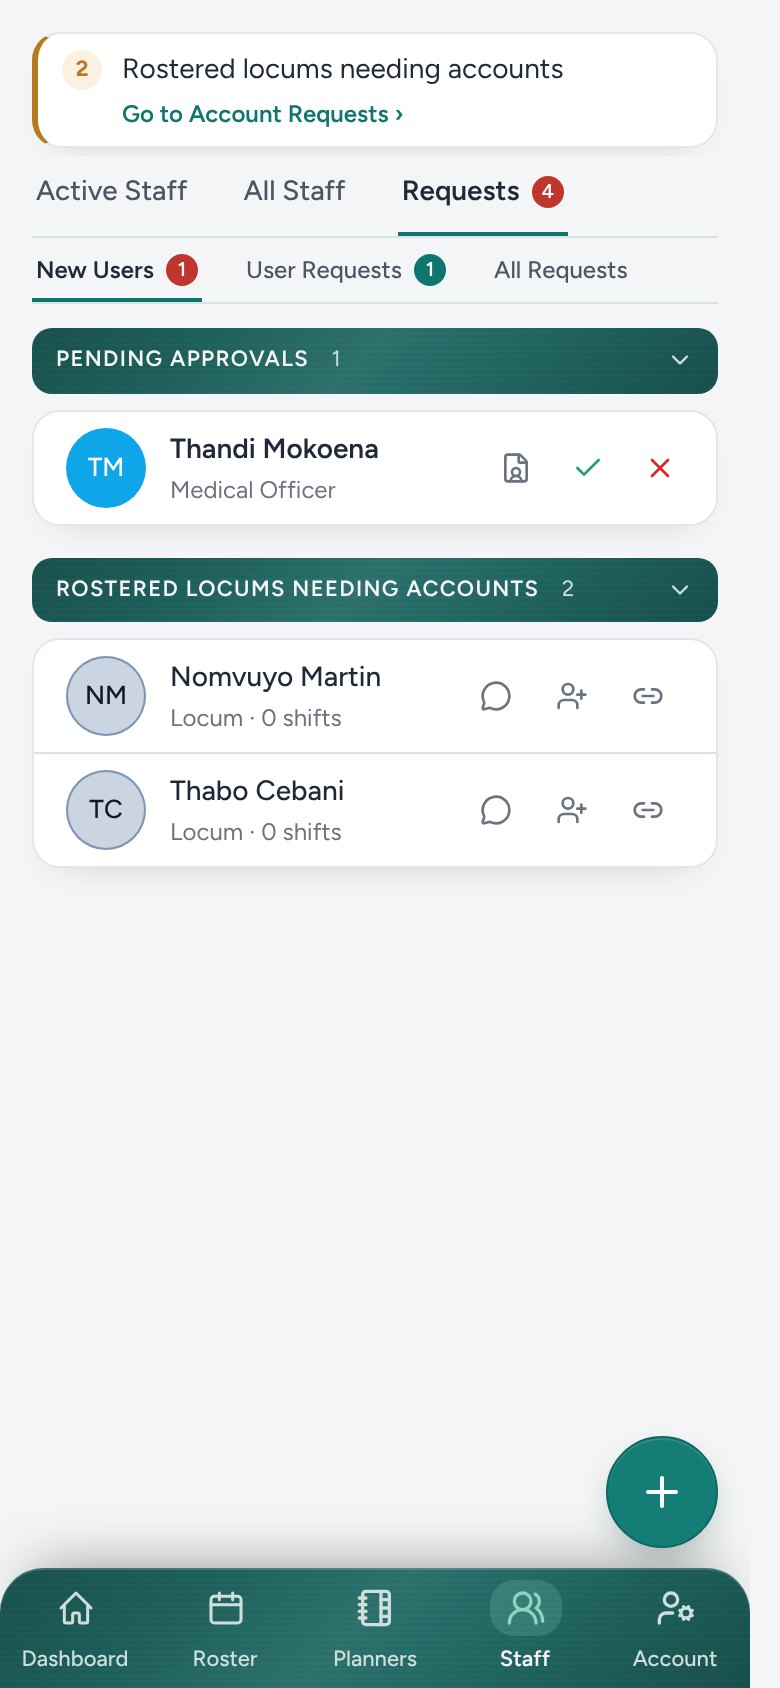 2 Rostered locums needing accounts
Go to Account Requests ›
Active Staff All Staff Requests 4
New Users 1 User Requests 1 All Requests
PENDING APPROVALS 1
TM Thandi Mokoena
Medical Officer
ROSTERED LOCUMS NEEDING ACCOUNTS 2
NM Nomvuyo Martin
Locum · 0 shifts
TC Thabo Cebani
Locum · 0 shifts
Dashboard Roster Planners Staff Account